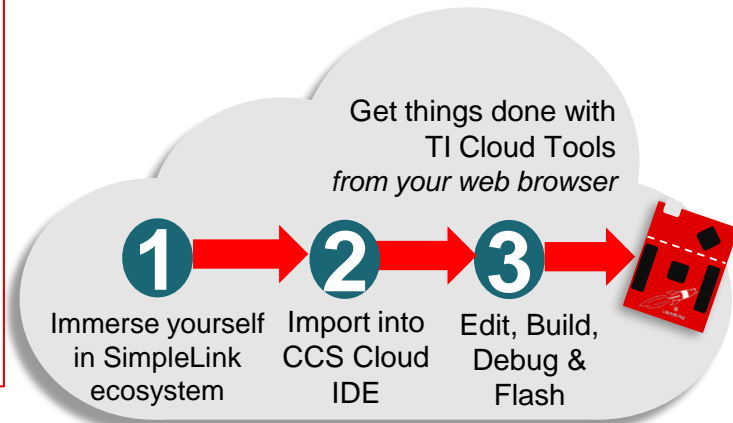 Get things done with
TI Cloud Tools
from your web browser
1
2
3
Immerse yourself
in SimpleLink
ecosystem
Import into
CCS Cloud
IDE
Edit, Build,
Debug &
Flash